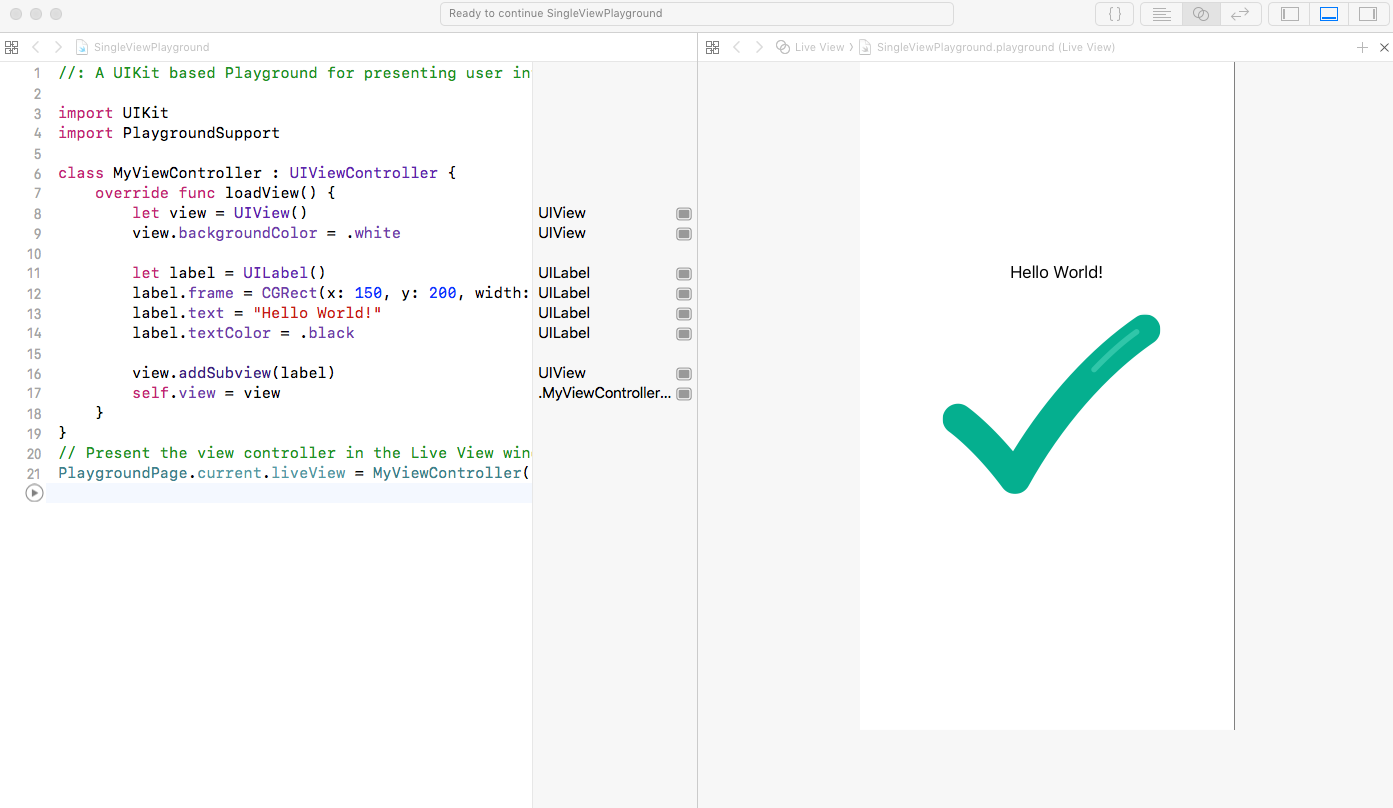 Ready to continue SingleViewPlayground
{ }
SingleViewPlayground
Live View
SingleViewPlayground.playground (Live View)
1 //: A UIKit based Playground for presenting user in
2
3 import UIKit
4 import PlaygroundSupport
5
6 class MyViewController : UIViewController {
7 override func loadView() {
8 let view = UIView() UIView
9 view.backgroundColor = .white UIView
10
11 let label = UILabel() UILabel
12 label.frame = CGRect(x: 150, y: 200, width: UILabel
13 label.text = "Hello World!" UILabel
14 label.textColor = .black UILabel
15
16 view.addSubview(label) UIView
17 self.view = view .MyViewController...
18 }
19 }
20 // Present the view controller in the Live View win
21 PlaygroundPage.current.liveView = MyViewController(
Hello World!